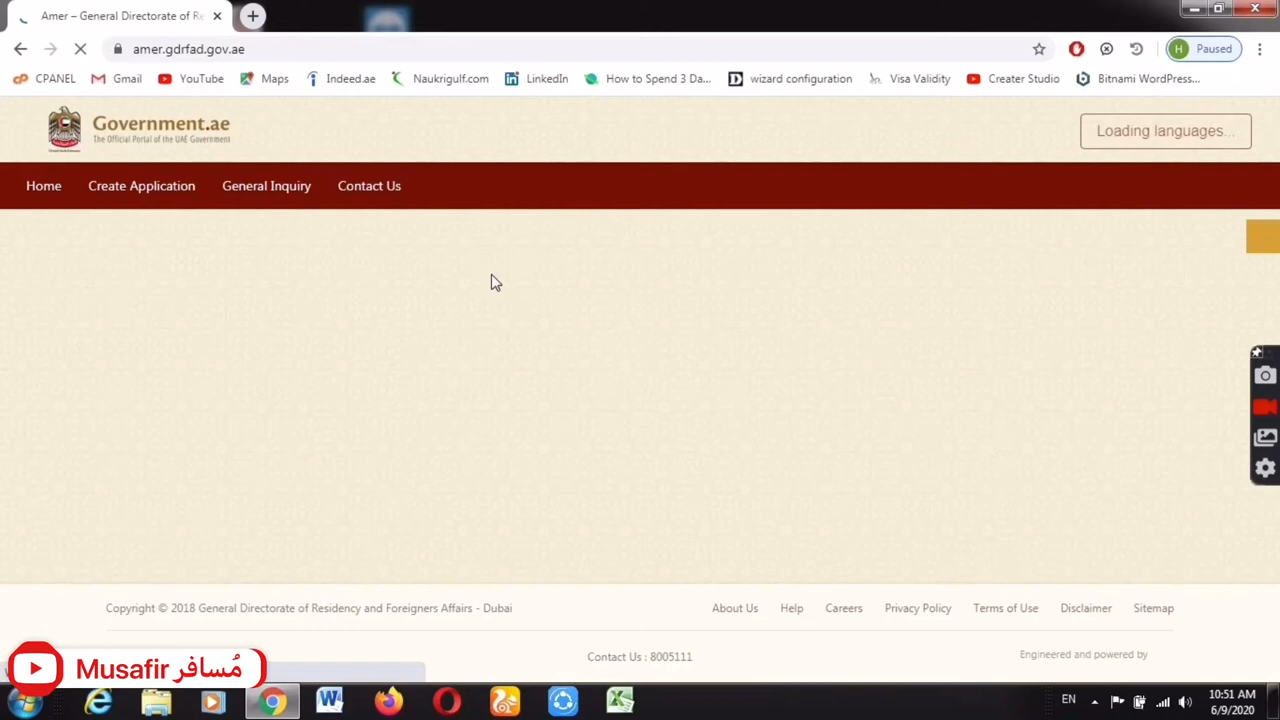 Amer – General Directorate of Re
amer.gdrfad.gov.ae
H Paused
CPANEL Gmail YouTube Maps Indeed.ae Naukrigulf.com LinkedIn How to Spend 3 Da... wizard configuration Visa Validity Creater Studio Bitnami WordPress...
Government.ae
The Official Portal of the UAE Government
Loading languages...
Home Create Application General Inquiry Contact Us
Copyright © 2018 General Directorate of Residency and Foreigners Affairs - Dubai
About Us Help Careers Privacy Policy Terms of Use Disclaimer Sitemap
Contact Us : 8005111
Engineered and powered by
Musafir مُسافر
EN
10:51 AM
6/9/2020